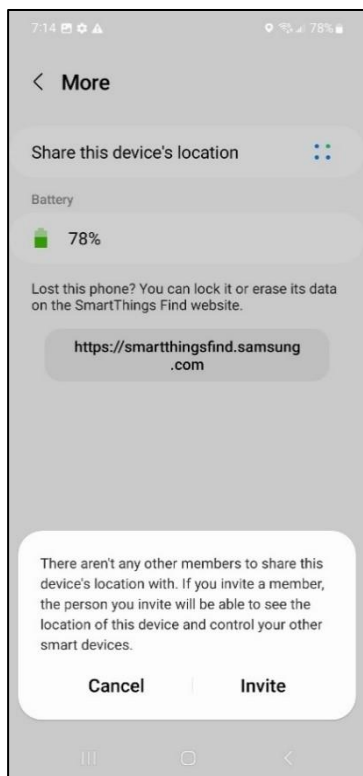 7:14 78%
More
Share this device's location
Battery
78%
Lost this phone? You can lock it or erase its data
on the SmartThings Find website.
https://smartthingsfind.samsung
.com
There aren't any other members to share this
device's location with. If you invite a member,
the person you invite will be able to see the
location of this device and control your other
smart devices.
Cancel Invite